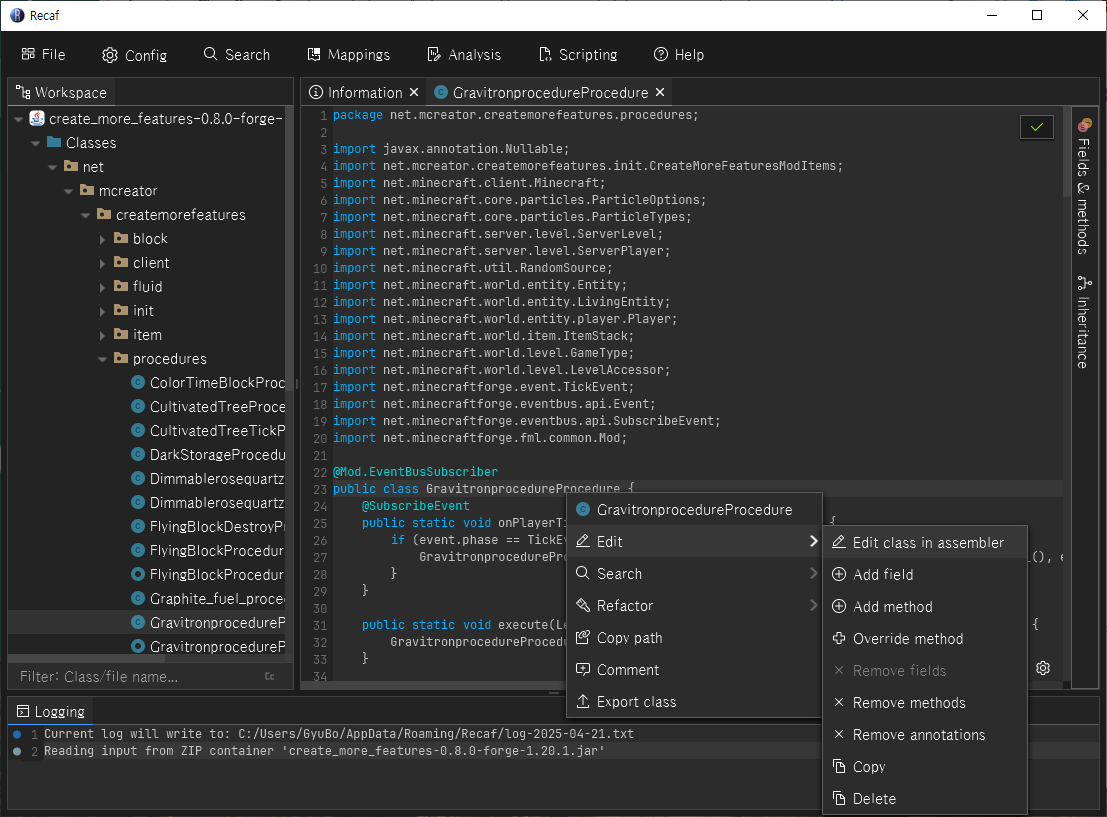 Recaf
File Config Search Mappings Analysis Scripting Help
Workspace
create_more_features-0.8.0-forge-
Classes
net
mcreator
createmorefeatures
block
client
fluid
init
item
procedures
ColorTimeBlockProc
CultivatedTreeProce
CultivatedTreeTickP
DarkStorageProcedu
Dimmablerosequartz
Dimmablerosequartz
FlyingBlockDestroyP
FlyingBlockProcedur
FlyingBlockProcedur
Graphite_fuel_proce
GravitronprocedureP
GravitronprocedureP
Filter: Class/file name... Cc
Information GravitronprocedureProcedure
1 package net.mcreator.createmorefeatures.procedures;
2
3 import javax.annotation.Nullable;
4 import net.mcreator.createmorefeatures.init.CreateMoreFeaturesModItems;
5 import net.minecraft.client.Minecraft;
6 import net.minecraft.core.particles.ParticleOptions;
7 import net.minecraft.core.particles.ParticleTypes;
8 import net.minecraft.server.level.ServerLevel;
9 import net.minecraft.server.level.ServerPlayer;
10 import net.minecraft.util.RandomSource;
11 import net.minecraft.world.entity.Entity;
12 import net.minecraft.world.entity.LivingEntity;
13 import net.minecraft.world.entity.player.Player;
14 import net.minecraft.world.item.ItemStack;
15 import net.minecraft.world.level.GameType;
16 import net.minecraft.world.level.LevelAccessor;
17 import net.minecraftforge.event.TickEvent;
18 import net.minecraftforge.eventbus.api.Event;
19 import net.minecraftforge.eventbus.api.SubscribeEvent;
20 import net.minecraftforge.fml.common.Mod;
21
22 @Mod.EventBusSubscriber
23 public class GravitronprocedureProcedure {
24 @SubscribeEvent
25 public static void onPlayerTi {
26 if (event.phase == TickEv
27 GravitronprocedurePro _(), e
28 }
29 }
30
31 public static void execute(Le {
32 GravitronprocedureProcedu
33 }
34
Fields & methods
Inheritance
GravitronprocedureProcedure
Edit
Search
Refactor
Copy path
Comment
Export class
Edit class in assembler
Add field
Add method
Override method
Remove fields
Remove methods
Remove annotations
Copy
Delete
Logging
1 Current log will write to: C:/Users/GyuBo/AppData/Roaming/Recaf/log-2025-04-21.txt
2 Reading input from ZIP container 'create_more_features-0.8.0-forge-1.20.1.jar'